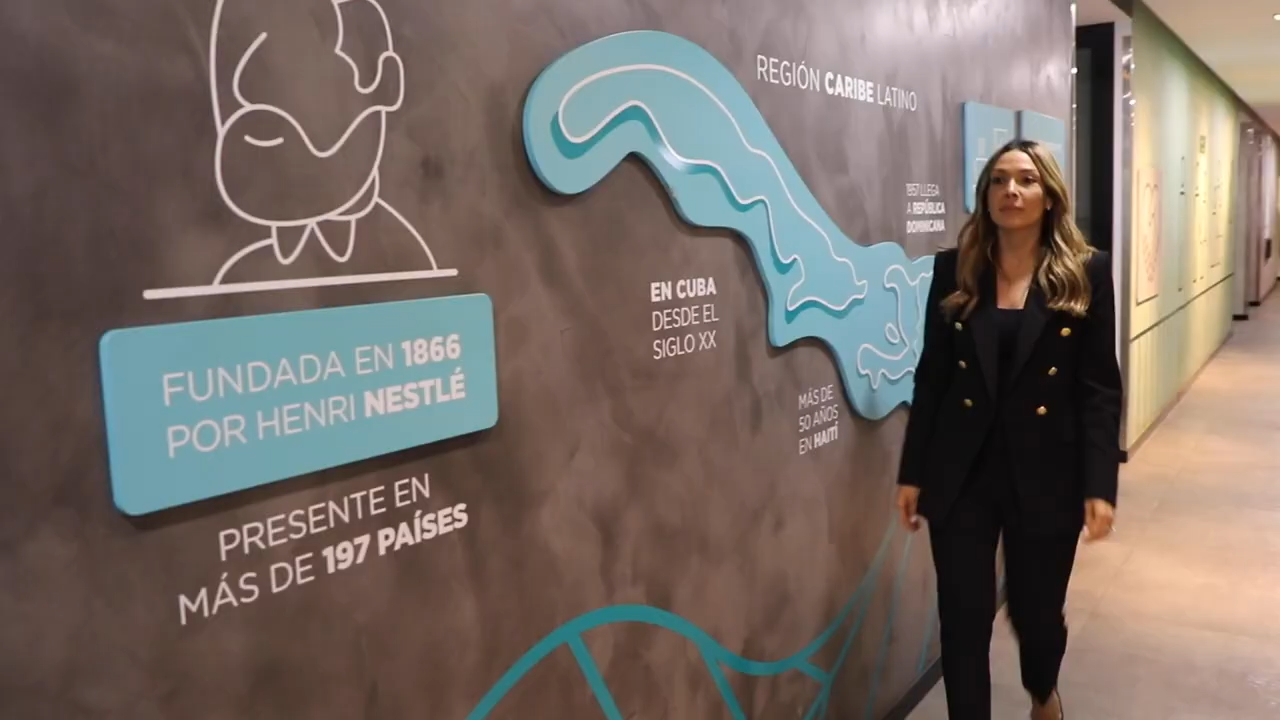 FUNDADA EN 1866
POR HENRI NESTLÉ
PRESENTE EN
MÁS DE 197 PAÍSES
REGIÓN CARIBE LATINO
EN CUBA
DESDE EL
SIGLO XX
1957 LLEGA
A REPÚBLICA
DOMINICANA
MÁS DE
50 AÑOS
EN HAITÍ